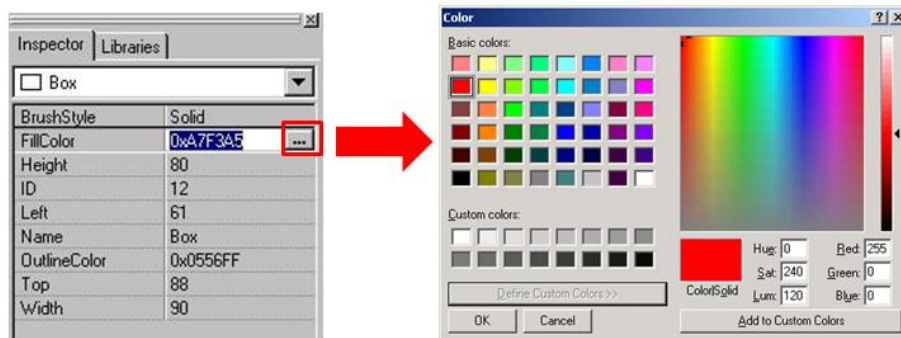 Inspector Libraries
Box
BrushStyle Solid
FillColor 0xA7F3A5 ...
Height 80
ID 12
Left 61
Name Box
OutlineColor 0x0556FF
Top 88
Width 90
Color
Basic colors:
Custom colors:
Define Custom Colors >>
OK Cancel
Color|Solid
Hue: 0 Red: 255
Sat: 240 Green: 0
Lum: 120 Blue: 0
Add to Custom Colors